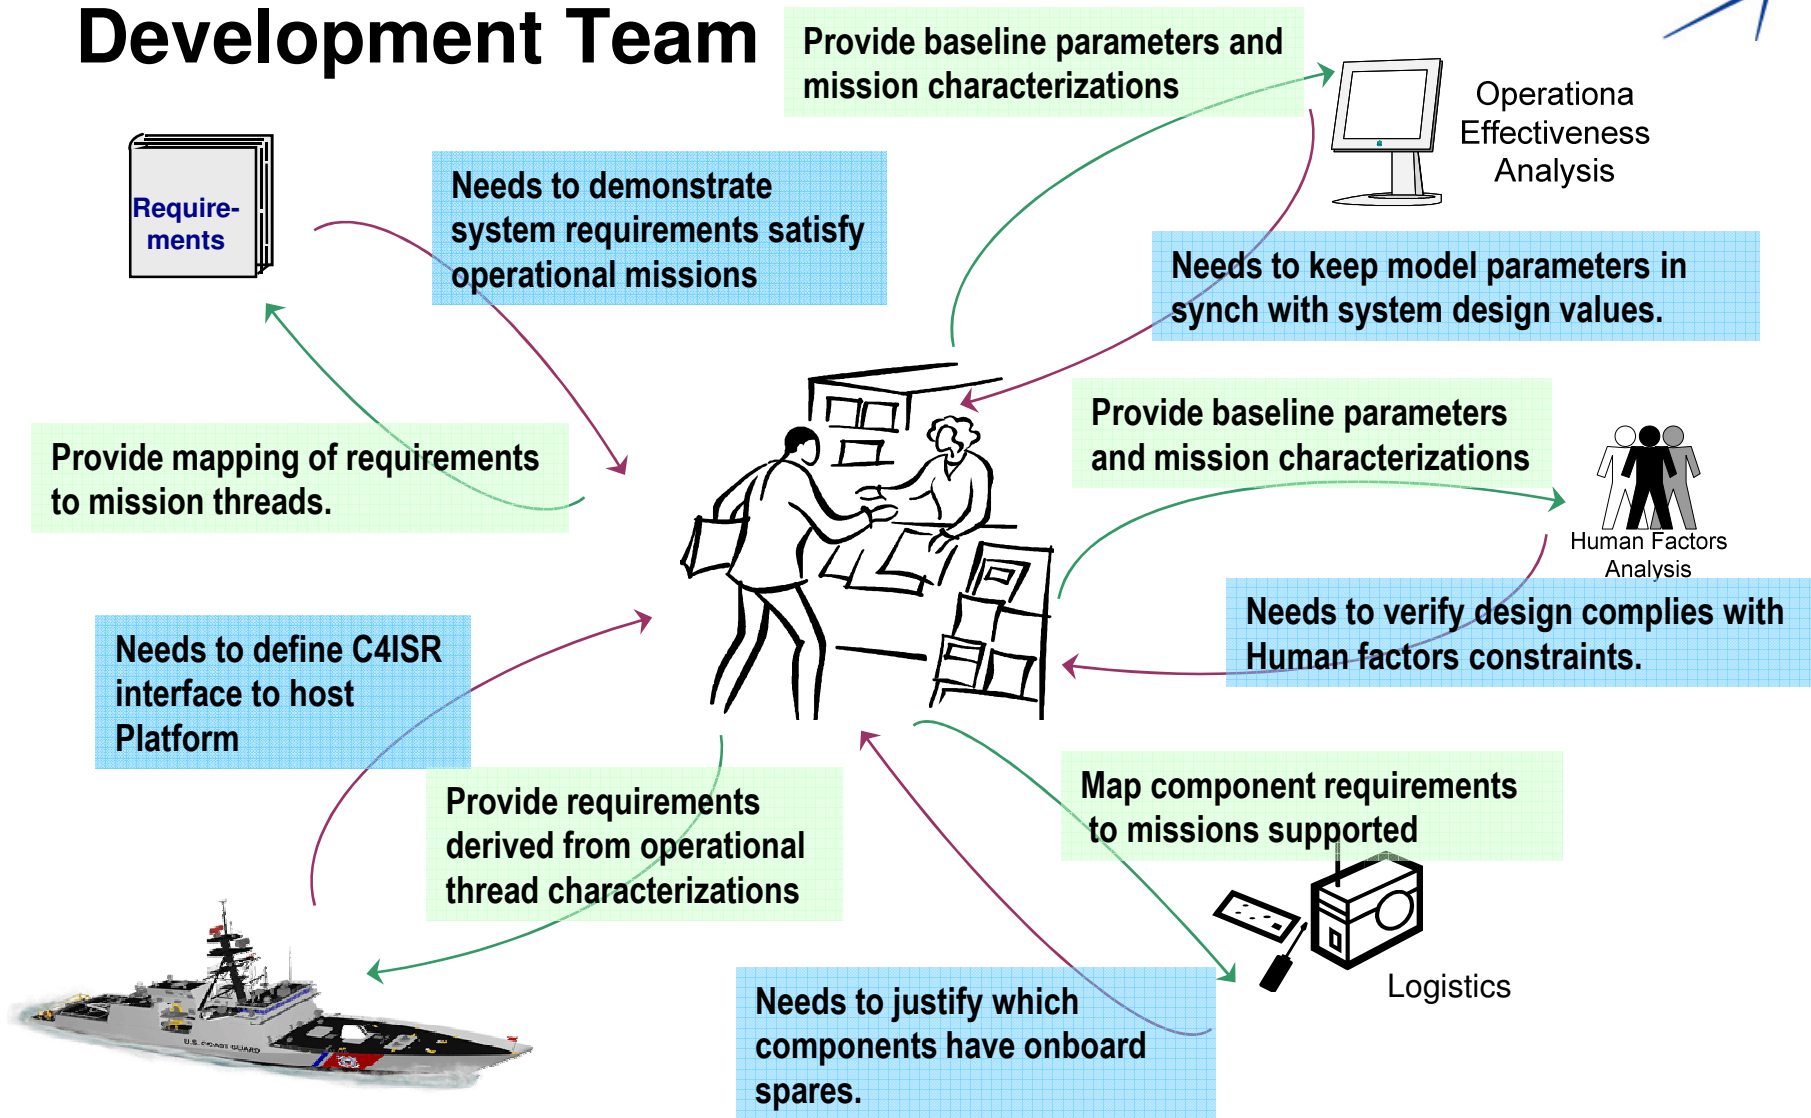 Development Team
Provide baseline parameters and
mission characterizations
Operationa
Effectiveness
Analysis
Require-
ments
Needs to demonstrate
system requirements satisfy
operational missions
Needs to keep model parameters in
synch with system design values.
Provide mapping of requirements
to mission threads.
Provide baseline parameters
and mission characterizations
Human Factors
Analysis
Needs to define C4ISR
interface to host
Platform
Needs to verify design complies with
Human factors constraints.
Provide requirements
derived from operational
thread characterizations
Map component requirements
to missions supported
Logistics
Needs to justify which
components have onboard
spares.
U.S. COAST GUARD